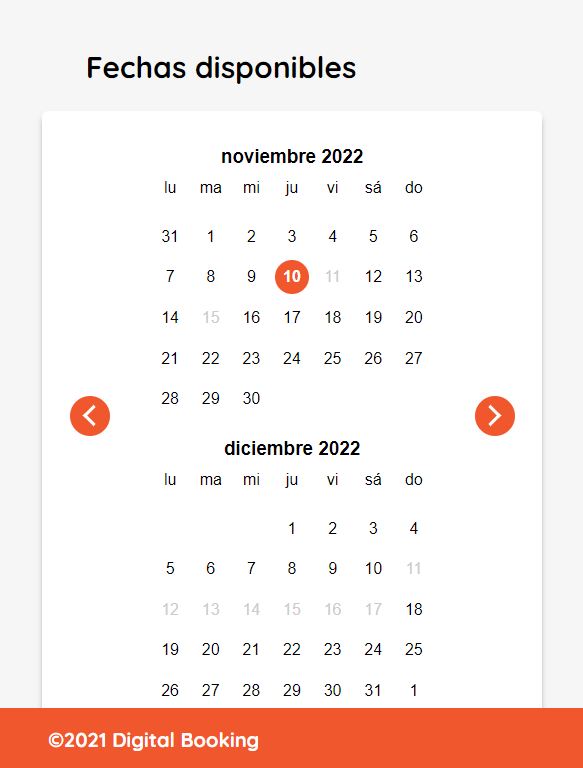 Fechas disponibles
noviembre 2022
lu ma mi ju vi sá do
31 1 2 3 4 5 6
7 8 9 10 11 12 13
14 15 16 17 18 19 20
21 22 23 24 25 26 27
28 29 30
diciembre 2022
lu ma mi ju vi sá do
1 2 3 4
5 6 7 8 9 10 11
12 13 14 15 16 17 18
19 20 21 22 23 24 25
26 27 28 29 30 31 1
©2021 Digital Booking